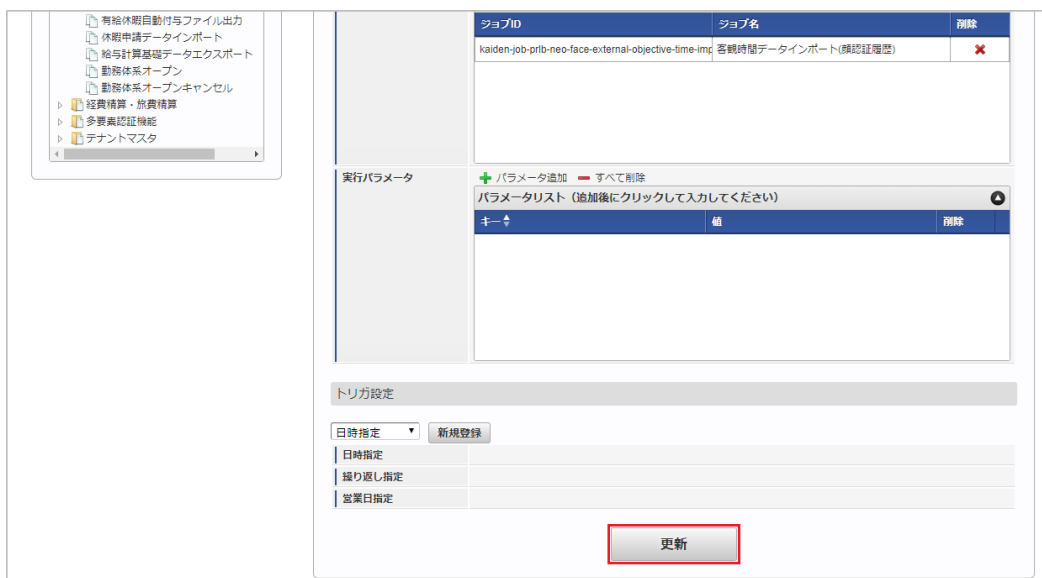 有給休暇自動付与ファイル出力
休暇申請データインポート
給与計算基礎データエクスポート
勤務体系オープン
勤務体系オープンキャンセル
経費精算・旅費精算
多要素認証機能
テナントマスタ
ジョブID ジョブ名 削除
kaiden-job-prlb-neo-face-external-objective-time-imp 客観時間データインポート(顔認証履歴)
実行パラメータ
パラメータ追加 すべて削除
パラメータリスト（追加後にクリックして入力してください）
キー 値 削除
トリガ設定
日時指定 新規登録
日時指定
繰り返し指定
営業日指定
更新